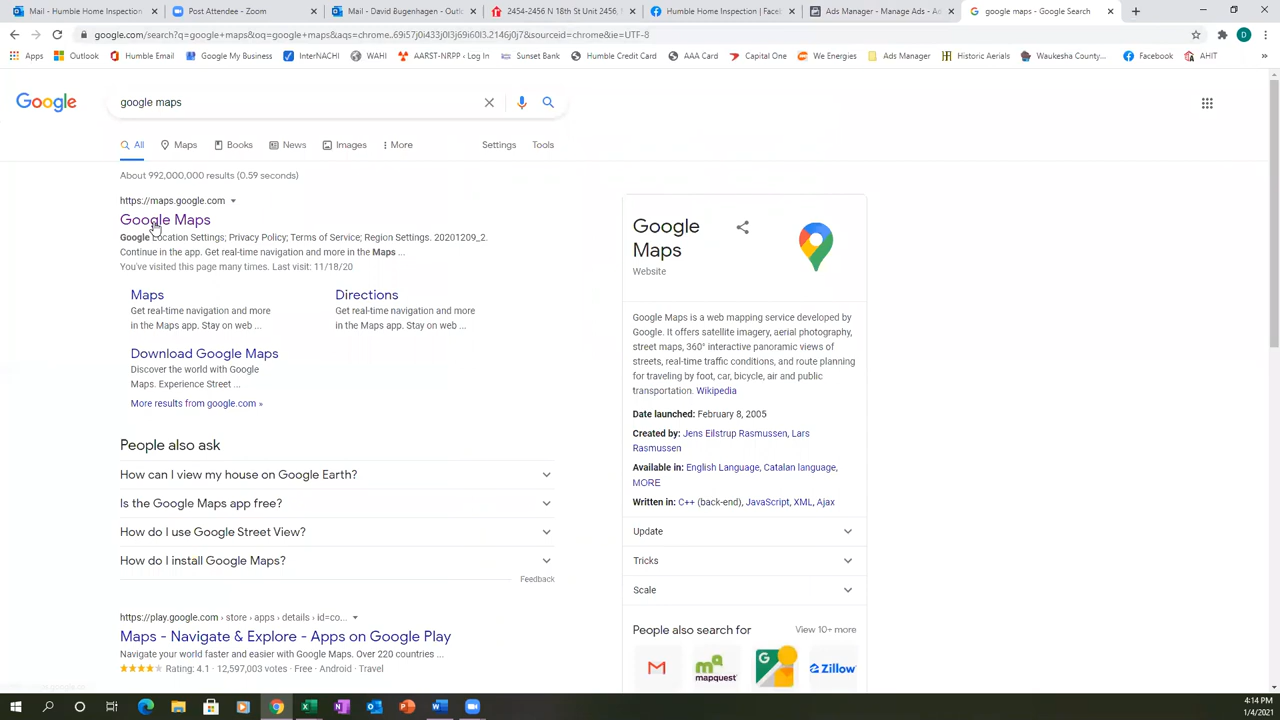 Mail - Humble Home Inspection
Post Attendee - Zoom
Mail - David Bugenhagen - Outl
2454-2456 N 18th St Unit 2456,
Humble Home Inspection | Faceb
Ads Manager - Manage Ads - Ad
google maps - Google Search
google.com/search?q=google+maps&oq=google+maps&aqs=chrome..69i57j0i433j0l3j69i60l3.2146j0j7&sourceid=chrome&ie=UTF-8
D
Apps
Outlook
Humble Email
Google My Business
InterNACHI
WAHI
AARST-NRPP - Log In
Sunset Bank
Humble Credit Card
AAA Card
Capital One
We Energies
Ads Manager
Historic Aerials
Waukesha County...
Facebook
AHIT
»
Google
google maps
All
Maps
Books
News
Images
More
Settings
Tools
About 992,000,000 results (0.59 seconds)
https://maps.google.com
Google Maps
Google Location Settings; Privacy Policy; Terms of Service; Region Settings. 20201209_2.
Continue in the app. Get real-time navigation and more in the Maps ...
You've visited this page many times. Last visit: 11/18/20
Maps
Get real-time navigation and more
in the Maps app. Stay on web ...
Directions
Get real-time navigation and more
in the Maps app. Stay on web ...
Download Google Maps
Discover the world with Google
Maps. Experience Street ...
More results from google.com »
People also ask
How can I view my house on Google Earth?
Is the Google Maps app free?
How do I use Google Street View?
How do I install Google Maps?
Feedback
https://play.google.com › store › apps › details › id=co...
Maps - Navigate & Explore - Apps on Google Play
Navigate your world faster and easier with Google Maps. Over 220 countries ...
Rating: 4.1 · 12,597,003 votes · Free · Android · Travel
Google
Maps
Website
Google Maps is a web mapping service developed by
Google. It offers satellite imagery, aerial photography,
street maps, 360° interactive panoramic views of
streets, real-time traffic conditions, and route planning
for traveling by foot, car, bicycle, air and public
transportation. Wikipedia
Date launched: February 8, 2005
Created by: Jens Eilstrup Rasmussen, Lars
Rasmussen
Available in: English Language, Catalan language,
MORE
Written in: C++ (back-end), JavaScript, XML, Ajax
Update
Tricks
Scale
People also search for
View 10+ more
mapquest
Zillow
4:14 PM
1/4/2021